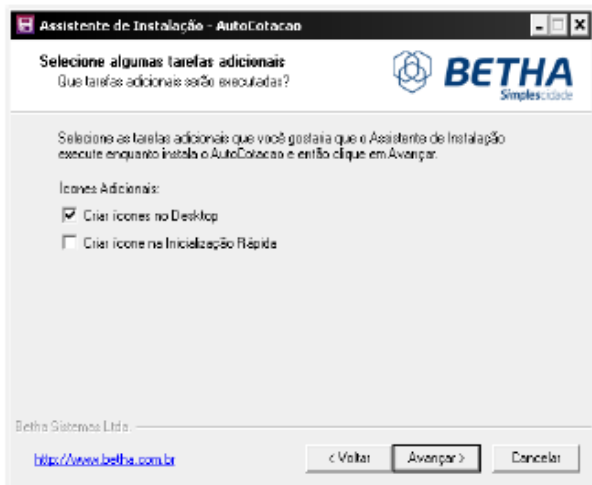 Assistente de Instalação - AutoCotacao
Selecione algumas tarefas adicionais
Que tarefas adicionais serão executadas?
BETHA
Simplescidade
Selecione as tarefas adicionais que você gostaria que o Assistente de Instalação
execute enquanto instala o AutoCotacao e então clique em Avançar.
Ícones Adicionais:
Criar ícones no Desktop
Criar ícone na Inicialização Rápida
Betha Sistemas Ltda.
http://www.betha.com.br
< Voltar
Avançar >
Cancelar